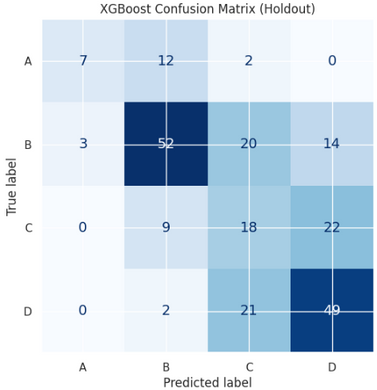 XGBoost Confusion Matrix (Holdout)
A 7 12 2 0
B 3 52 20 14
C 0 9 18 22
D 0 2 21 49
A B C D
True label
Predicted label